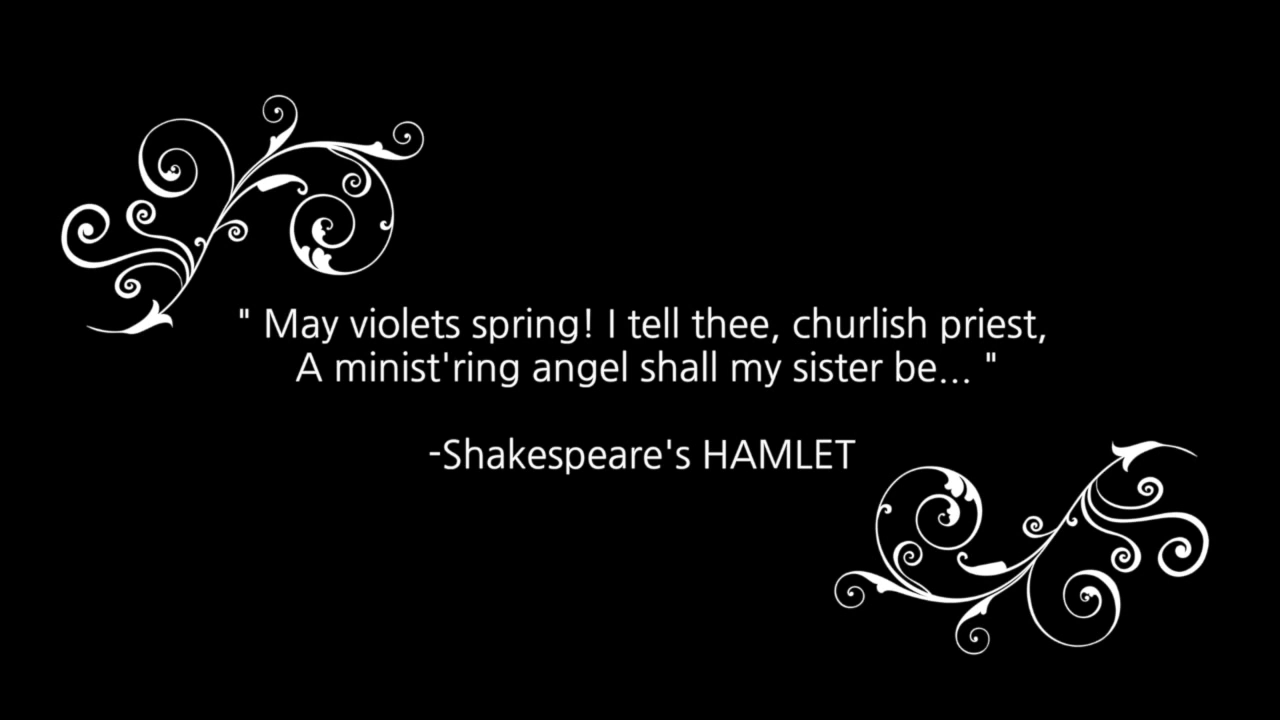 " May violets spring! I tell thee, churlish priest,
A minist'ring angel shall my sister be... "
-Shakespeare's HAMLET